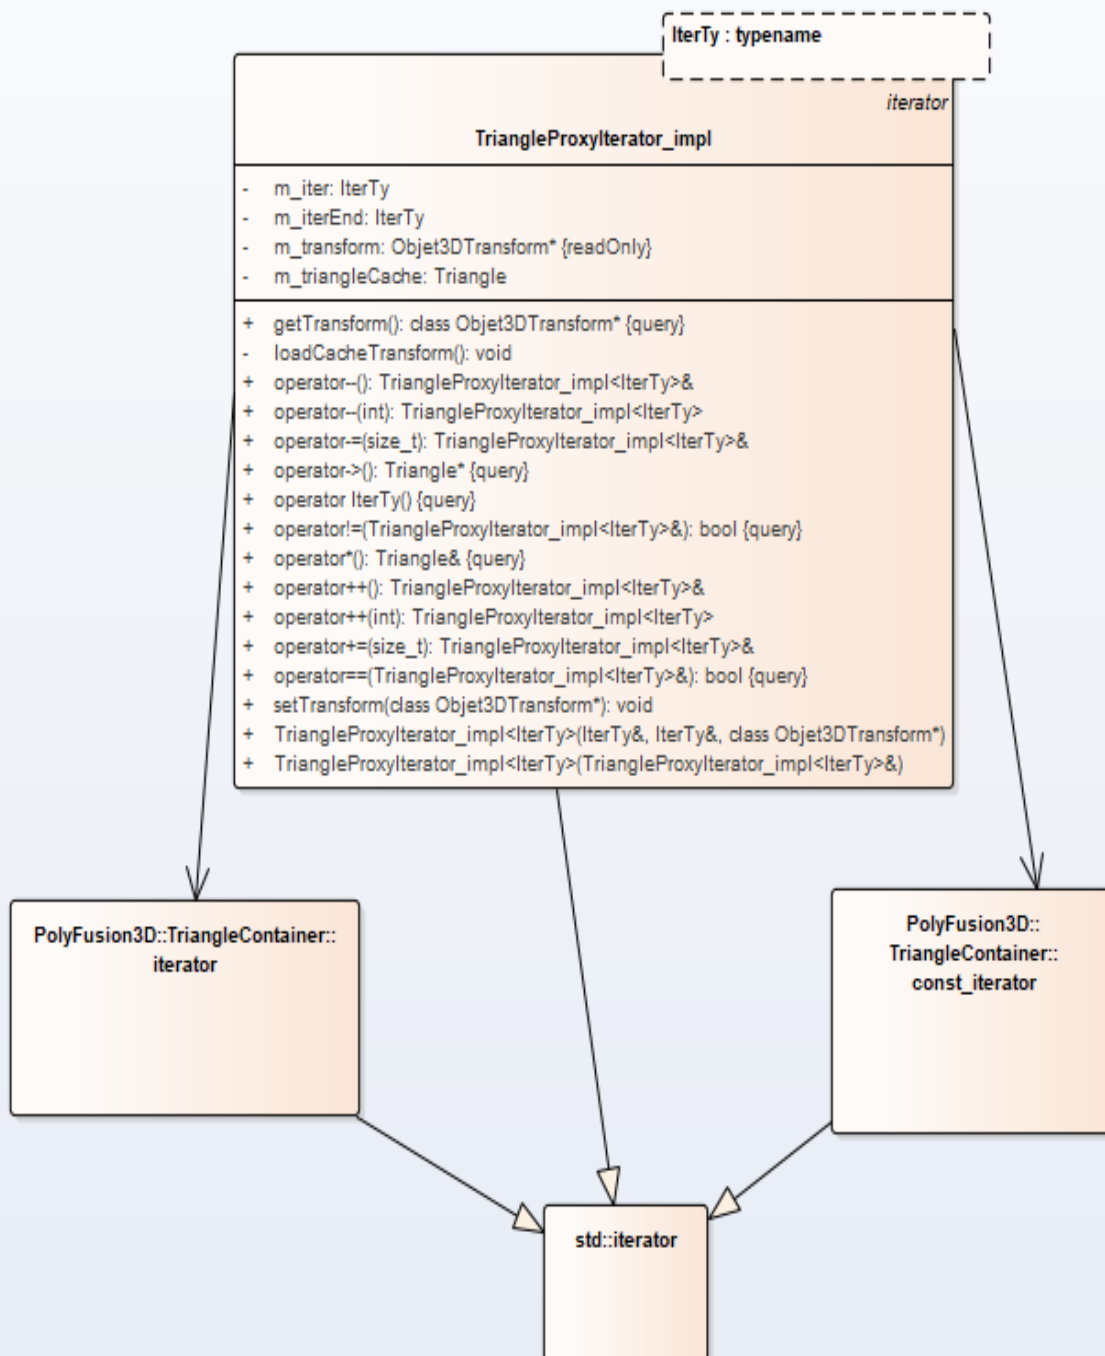 IterTy : typename
iterator
TriangleProxyIterator_impl
- m_iter: IterTy
- m_iterEnd: IterTy
- m_transform: Objet3DTransform* {readOnly}
- m_triangleCache: Triangle
+ getTransform(): class Objet3DTransform* {query}
- loadCacheTransform(): void
+ operator--(): TriangleProxyIterator_impl<IterTy>&
+ operator--(int): TriangleProxyIterator_impl<IterTy>
+ operator-=(size_t): TriangleProxyIterator_impl<IterTy>&
+ operator->(): Triangle* {query}
+ operator IterTy() {query}
+ operator!=(TriangleProxyIterator_impl<IterTy>&): bool {query}
+ operator*(): Triangle& {query}
+ operator++(): TriangleProxyIterator_impl<IterTy>&
+ operator++(int): TriangleProxyIterator_impl<IterTy>
+ operator+=(size_t): TriangleProxyIterator_impl<IterTy>&
+ operator==(TriangleProxyIterator_impl<IterTy>&): bool {query}
+ setTransform(class Objet3DTransform*): void
+ TriangleProxyIterator_impl<IterTy>(IterTy&, IterTy&, class Objet3DTransform*)
+ TriangleProxyIterator_impl<IterTy>(TriangleProxyIterator_impl<IterTy>&)
PolyFusion3D::TriangleContainer::
iterator
PolyFusion3D::
TriangleContainer::
const_iterator
std::iterator